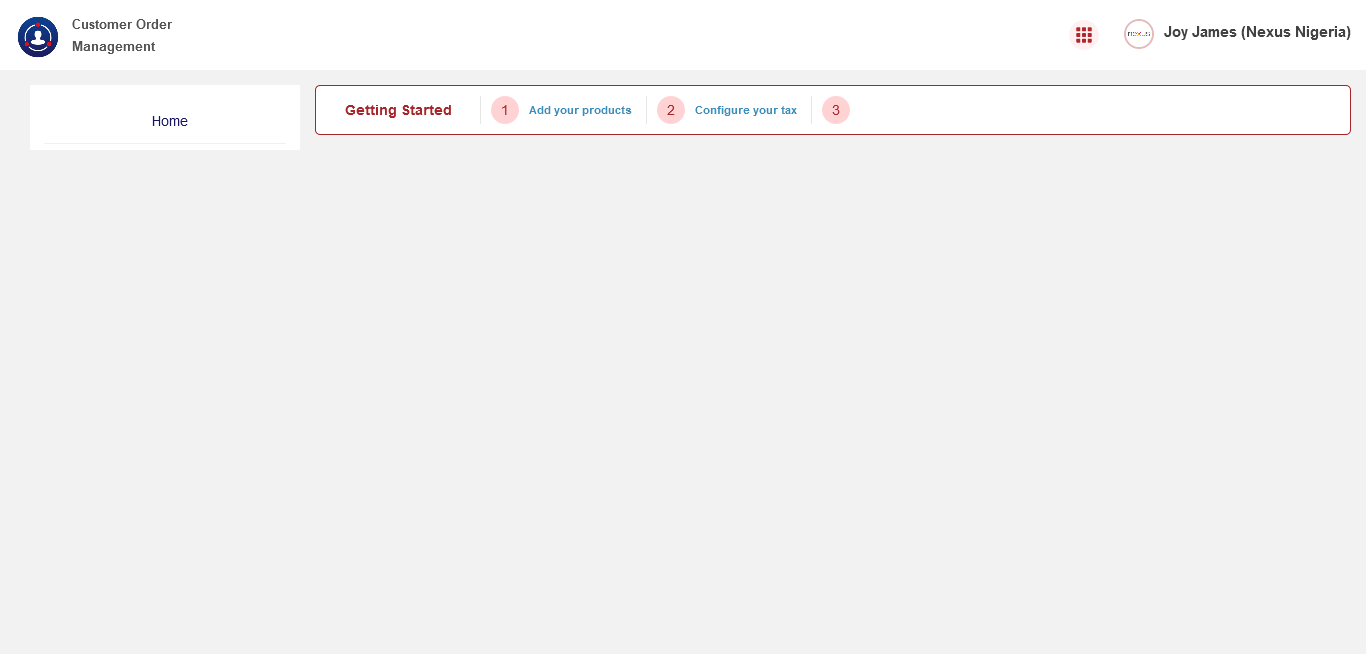 Customer Order
Management
nexus
Joy James (Nexus Nigeria)
Home
Getting Started
1
Add your products
2
Configure your tax
3